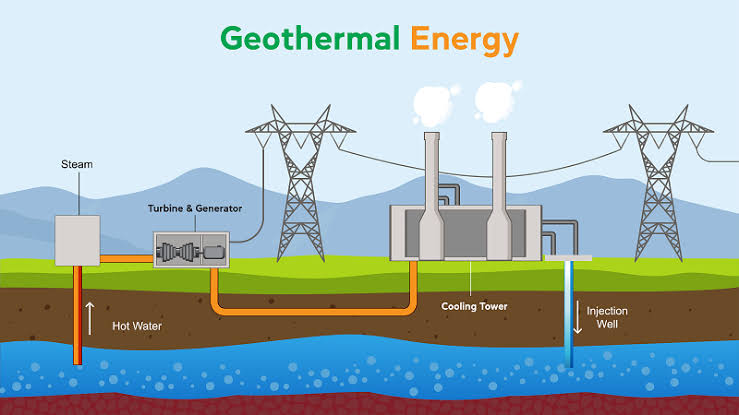 Geothermal Energy
Steam
Turbine & Generator
Cooling Tower
Hot Water
Injection
Well